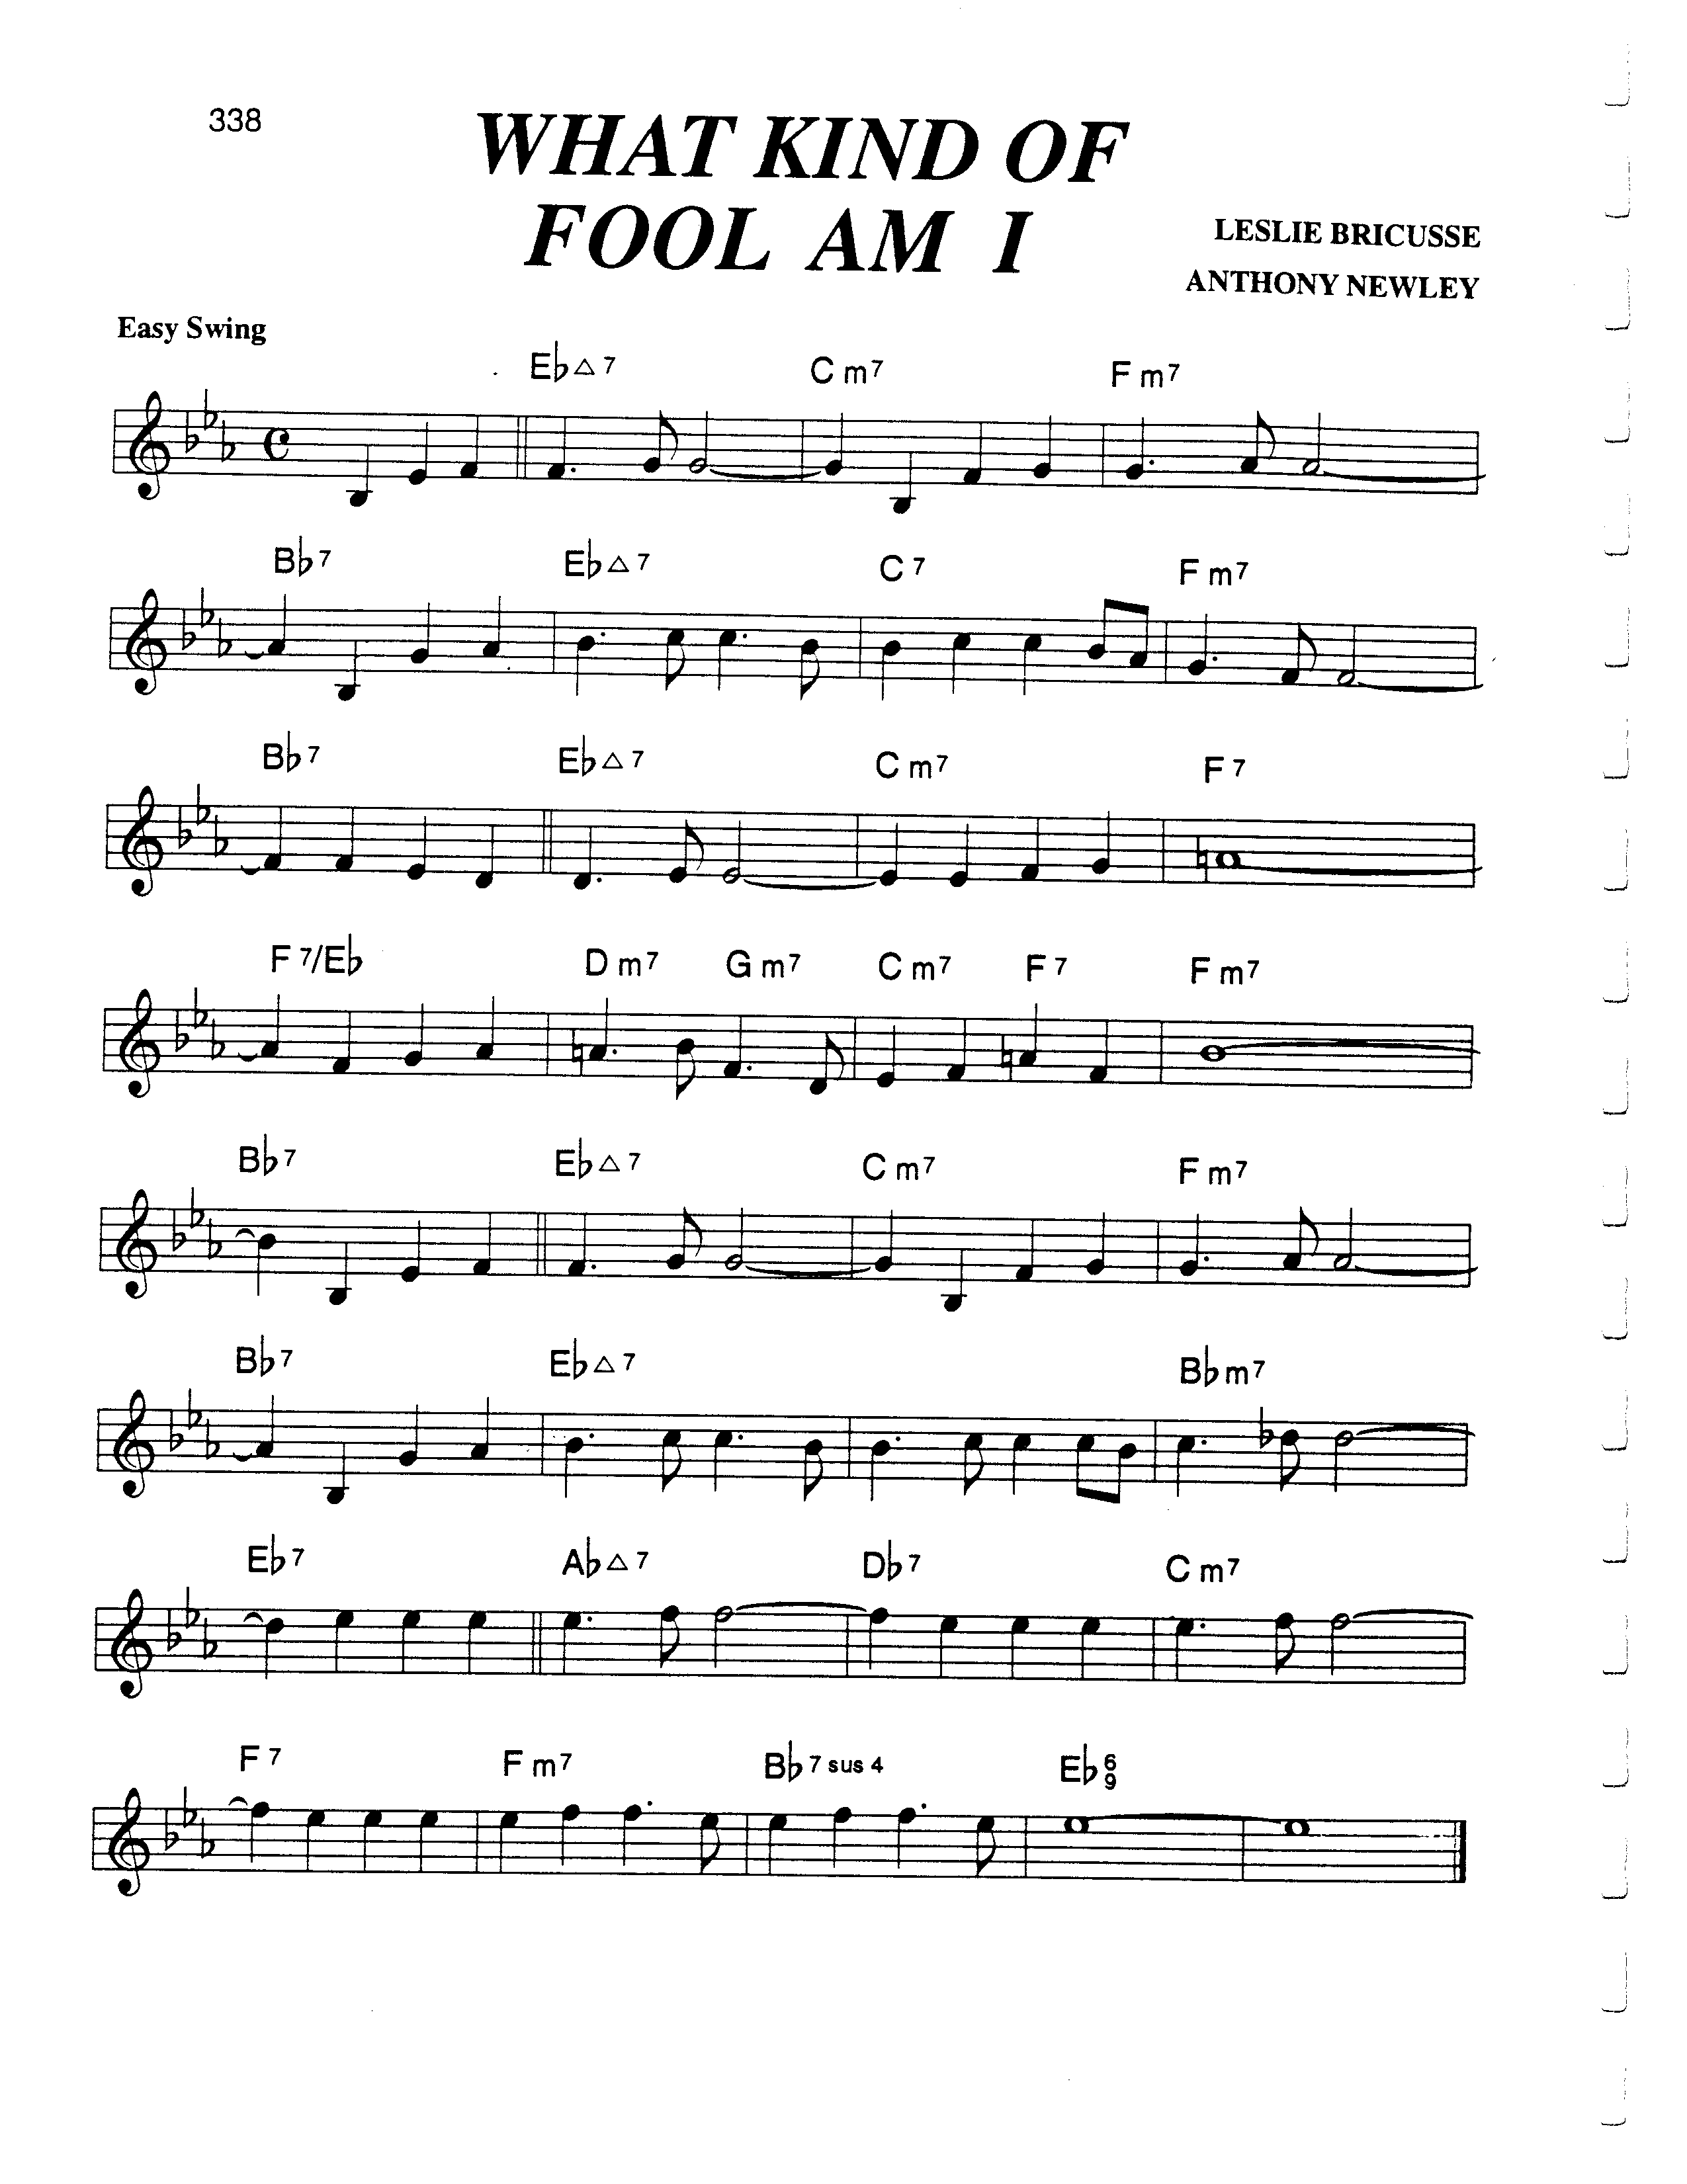 338
WHAT KIND OF
FOOL AM I
LESLIE BRICUSSE
ANTHONY NEWLEY
Easy Swing
E♭△7 Cm7 Fm7
B♭7 E♭△7 C7 Fm7
B♭7 E♭△7 Cm7 F7
F7/E♭ Dm7 Gm7 Cm7 F7 Fm7
B♭7 E♭△7 Cm7 Fm7
B♭7 E♭△7 B♭m7
E♭7 A♭△7 D♭7 Cm7
F7 Fm7 B♭7 sus 4 E♭6 9